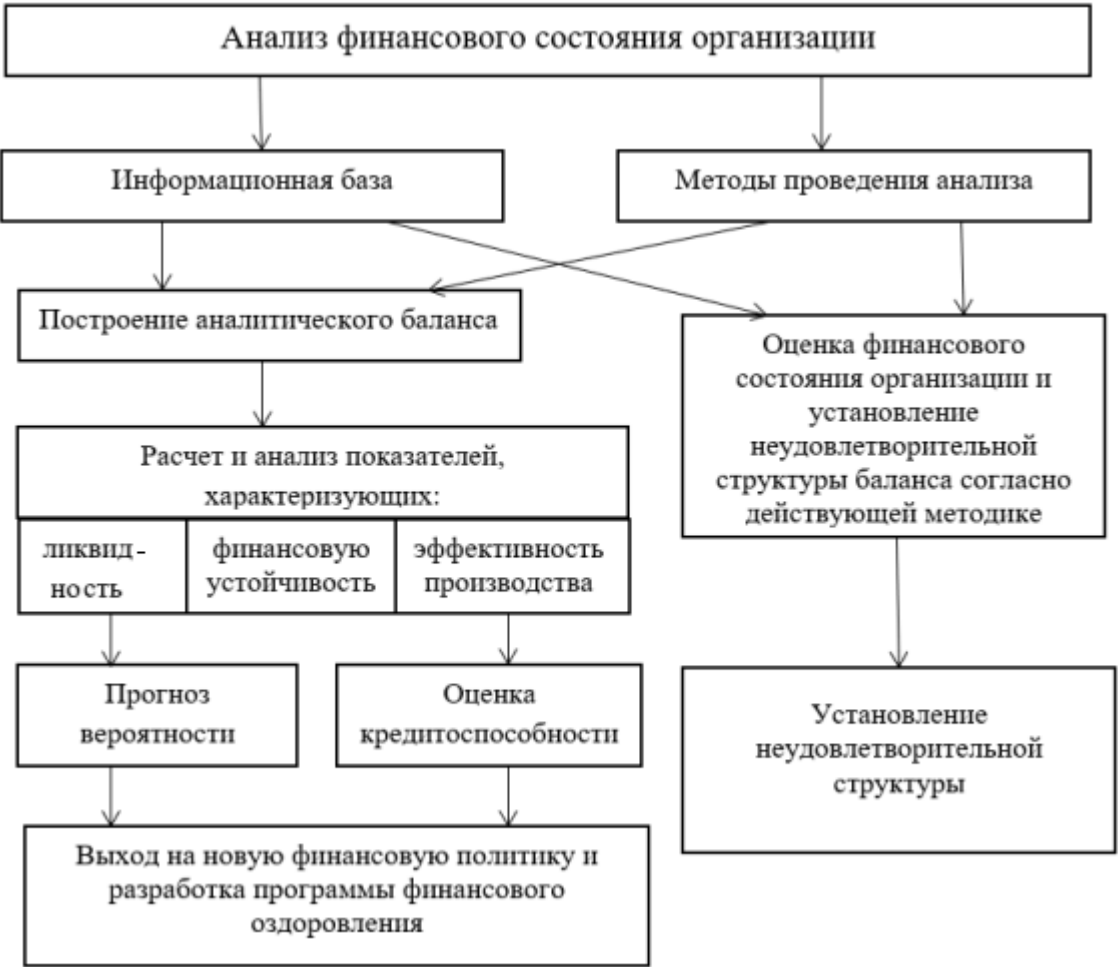 Анализ финансового состояния организации
Информационная база
Методы проведения анализа
Построение аналитического баланса
Оценка финансового
состояния организации и
установление
неудовлетворительной
структуры баланса согласно
действующей методике
Расчет и анализ показателей,
характеризующих:
ликвид-
ность
финансовую
устойчивость
эффективность
производства
Прогноз
вероятности
Оценка
кредитоспособности
Установление
неудовлетворительной
структуры
Выход на новую финансовую политику и
разработка программы финансового
оздоровления